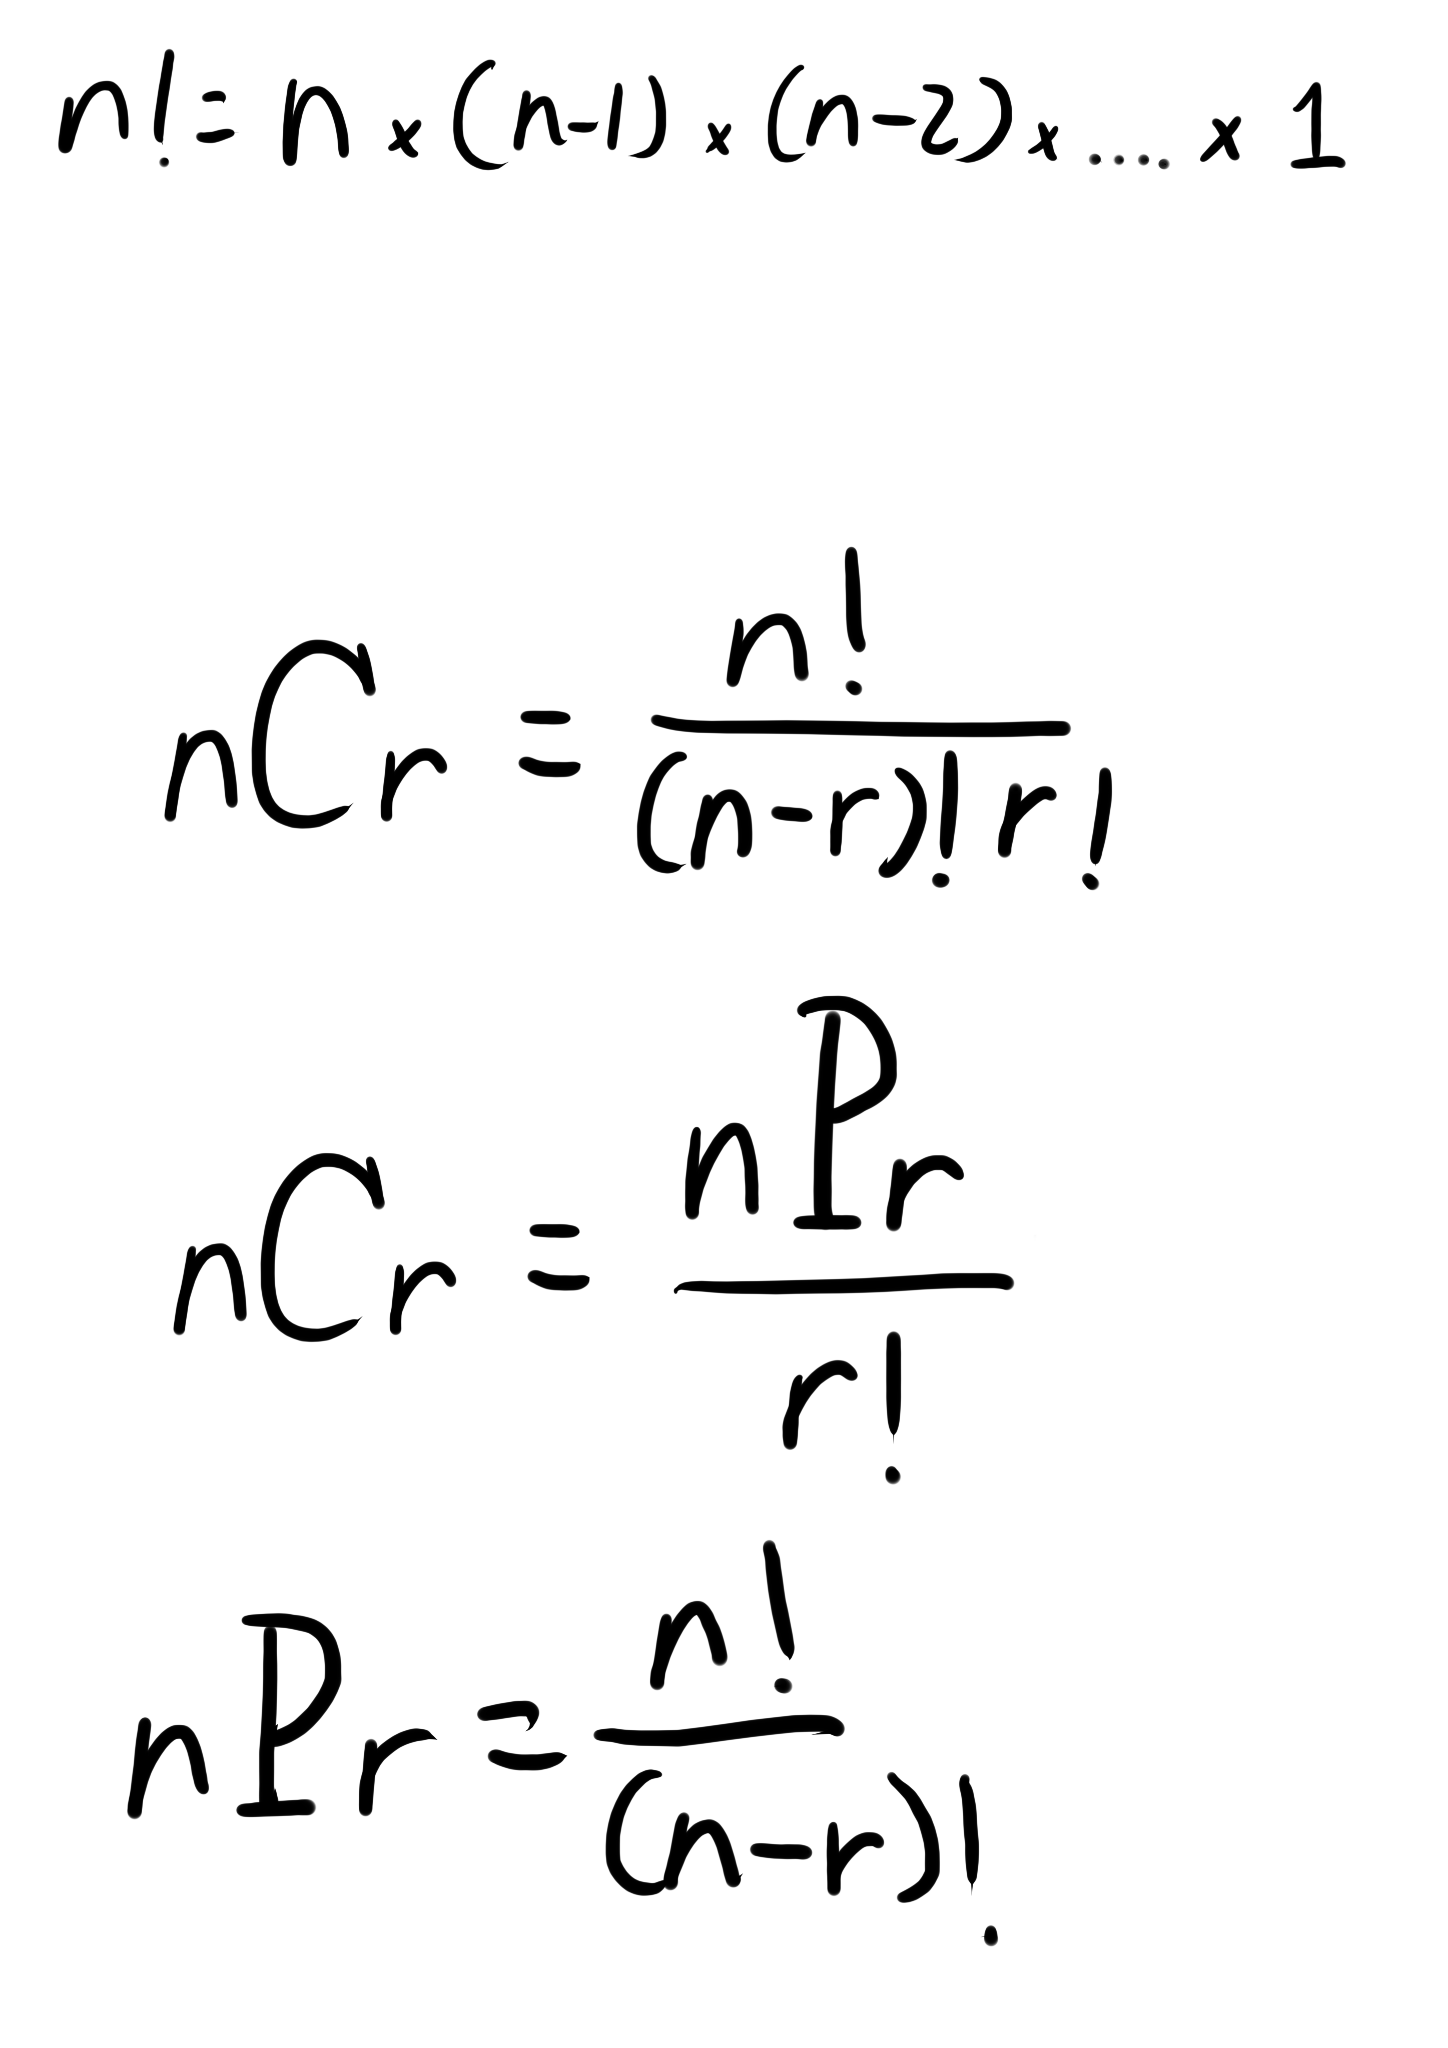 n! = n × (n-1) × (n-2) × .... × 1
nCr = n! / (n-r)! r!
nCr = nPr / r!
nPr = n! / (n-r)!